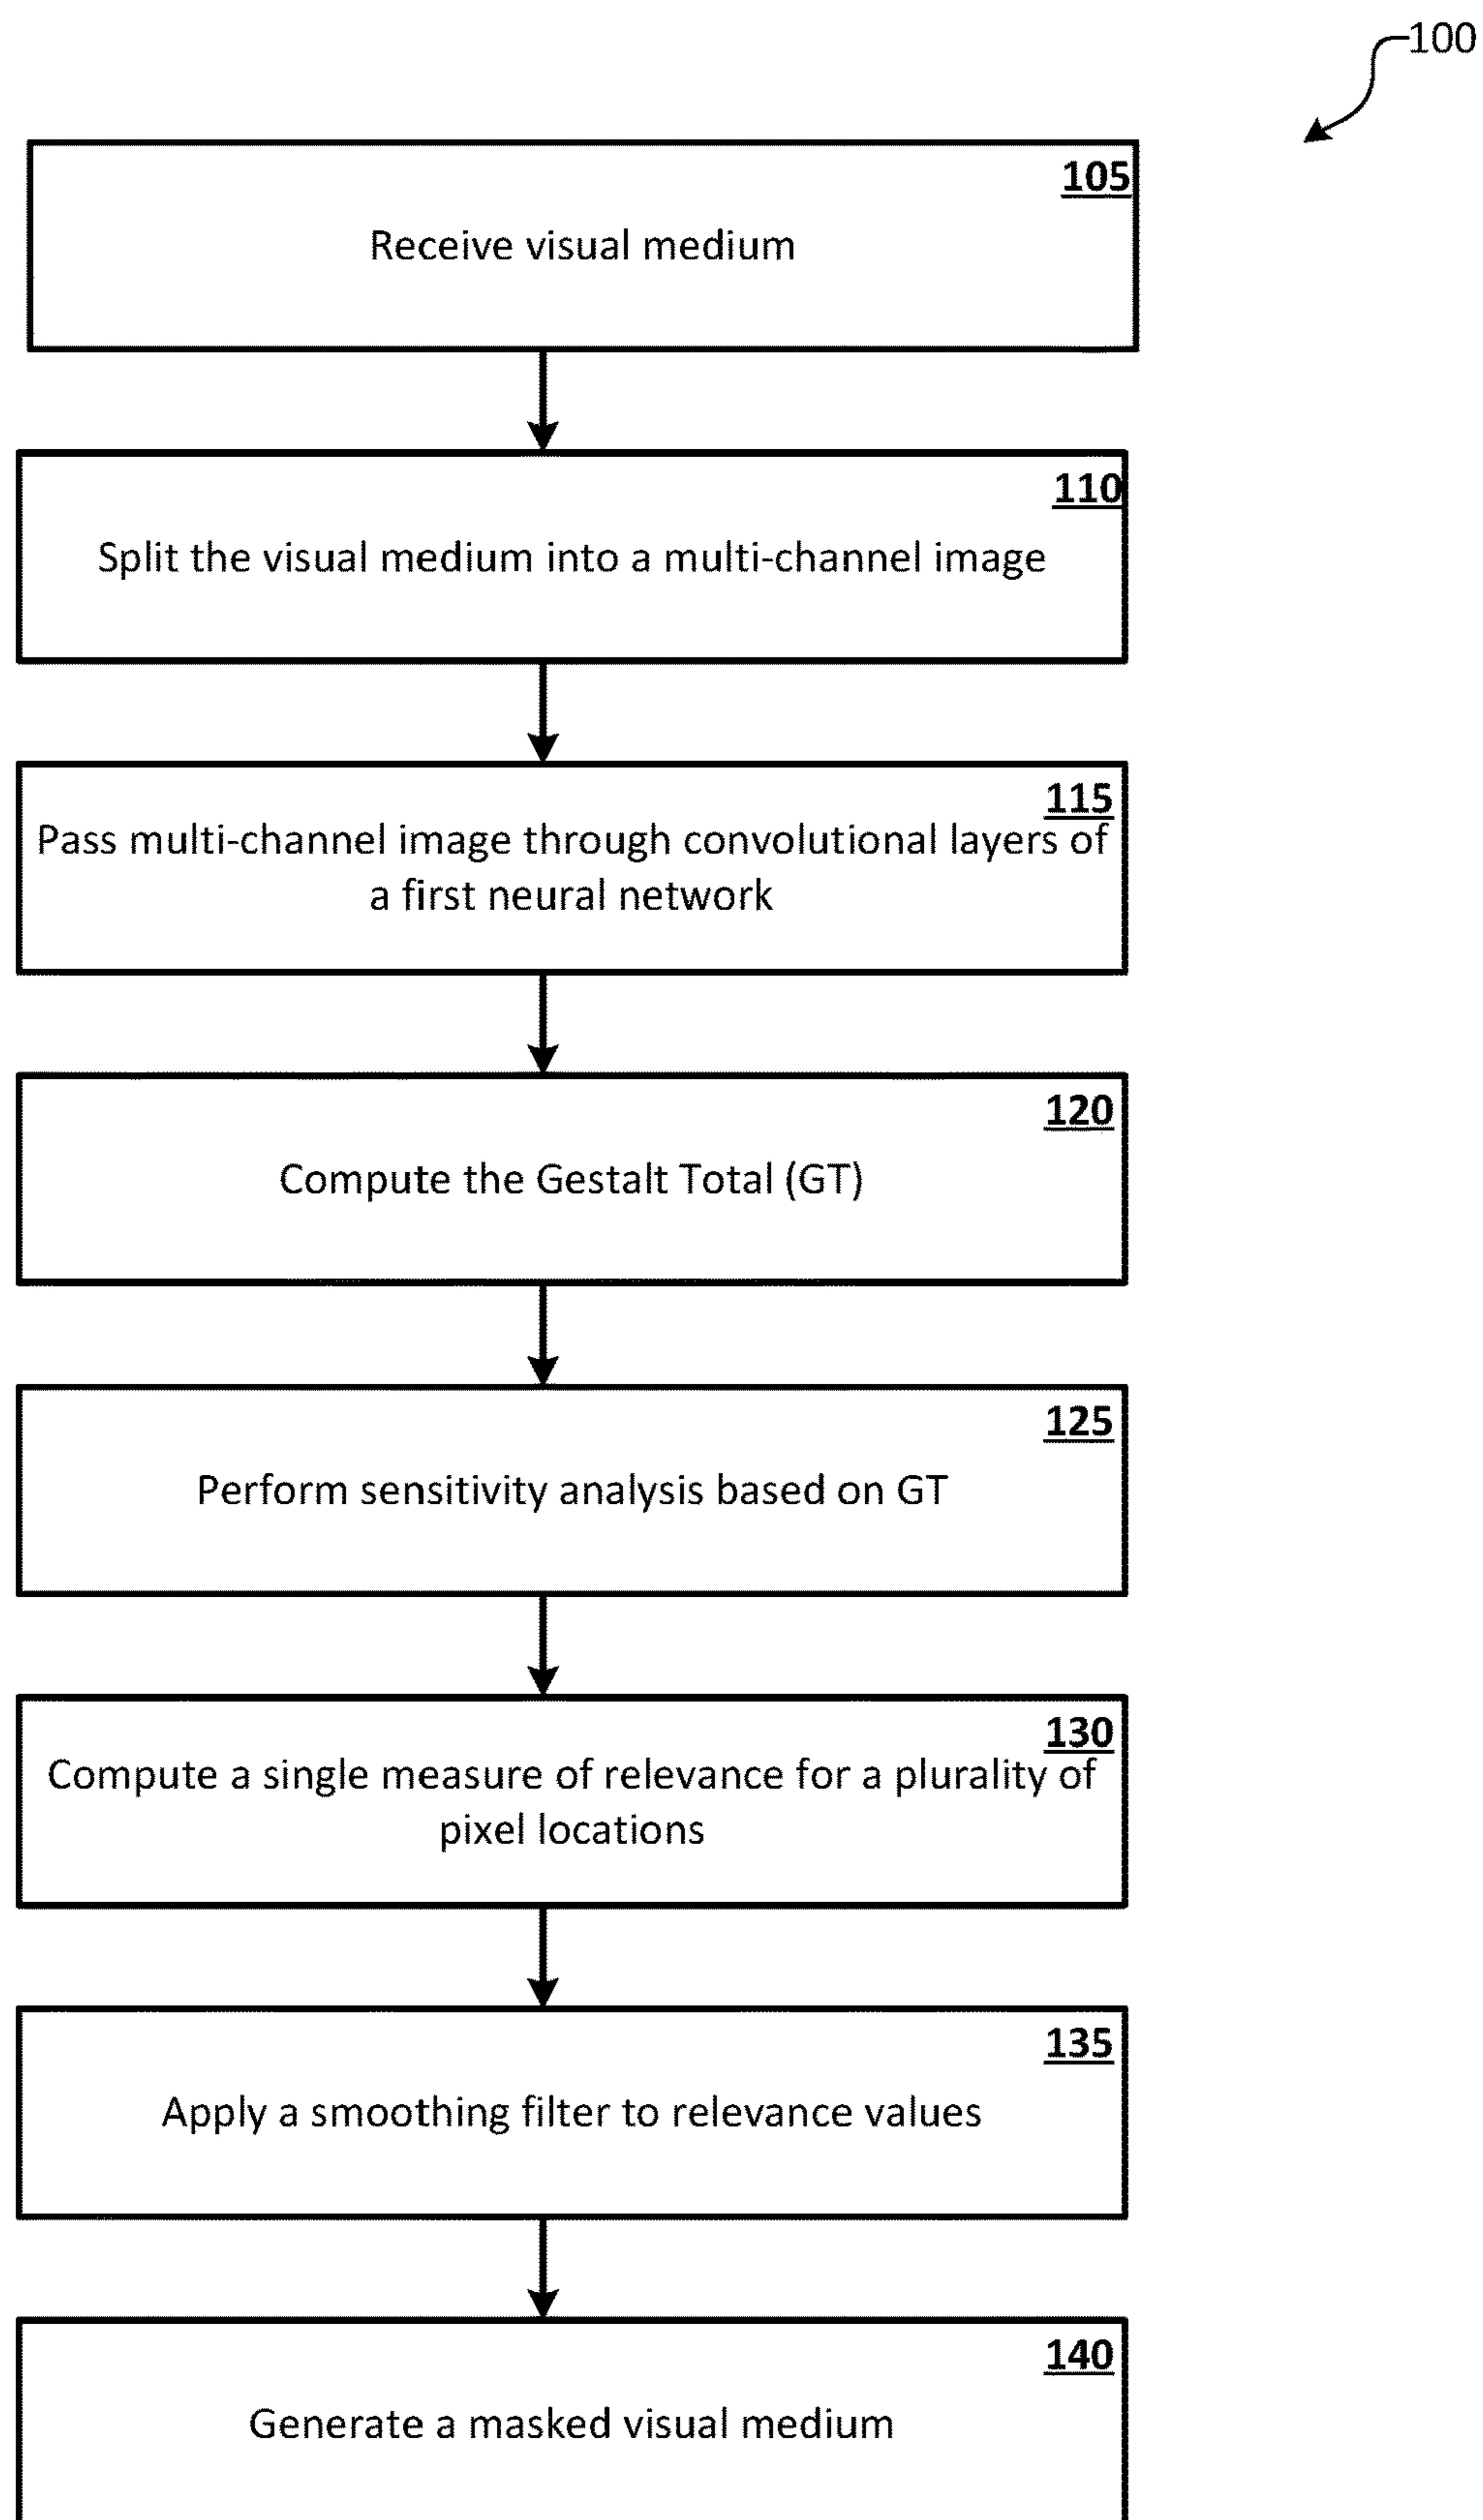 100
105
Receive visual medium
110
Split the visual medium into a multi-channel image
115
Pass multi-channel image through convolutional layers of
a first neural network
120
Compute the Gestalt Total (GT)
125
Perform sensitivity analysis based on GT
130
Compute a single measure of relevance for a plurality of
pixel locations
135
Apply a smoothing filter to relevance values
140
Generate a masked visual medium